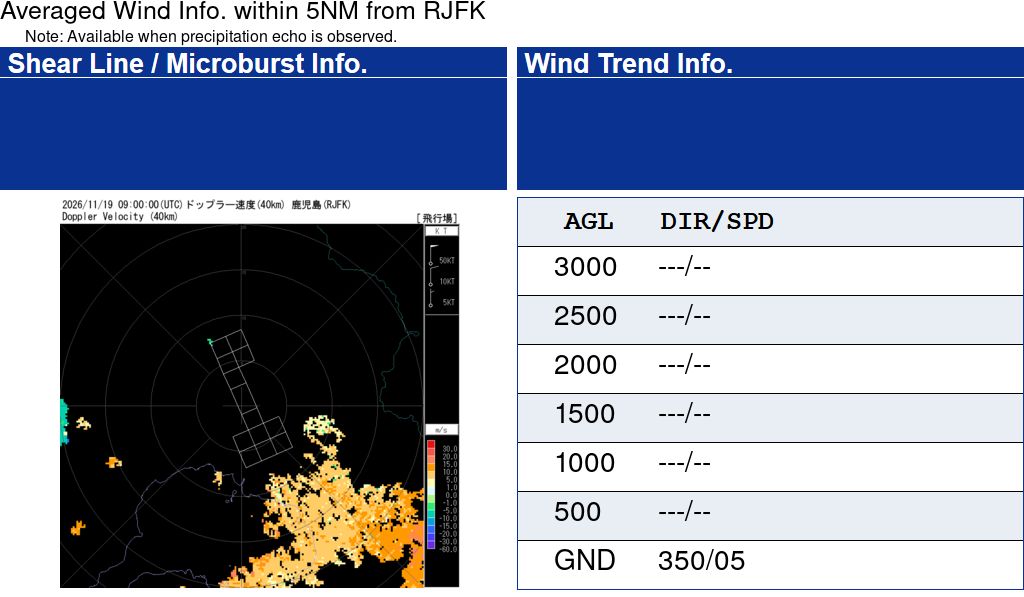 Averaged Wind Info. within 5NM from RJFK
Note: Available when precipitation echo is observed.
Shear Line / Microburst Info.
Wind Trend Info.
2026/11/19 09:00:00(UTC) ドップラー速度(40km) 鹿児島(RJFK)
Doppler Velocity (40km)
[飛行場]
K T
50KT
10KT
5KT
m/s
30.0
20.0
15.0
10.0
5.0
1.0
0.0
-1.0
-5.0
-10.0
-15.0
-20.0
-30.0
-60.0
AGL DIR/SPD
3000 ---/--
2500 ---/--
2000 ---/--
1500 ---/--
1000 ---/--
500 ---/--
GND 350/05